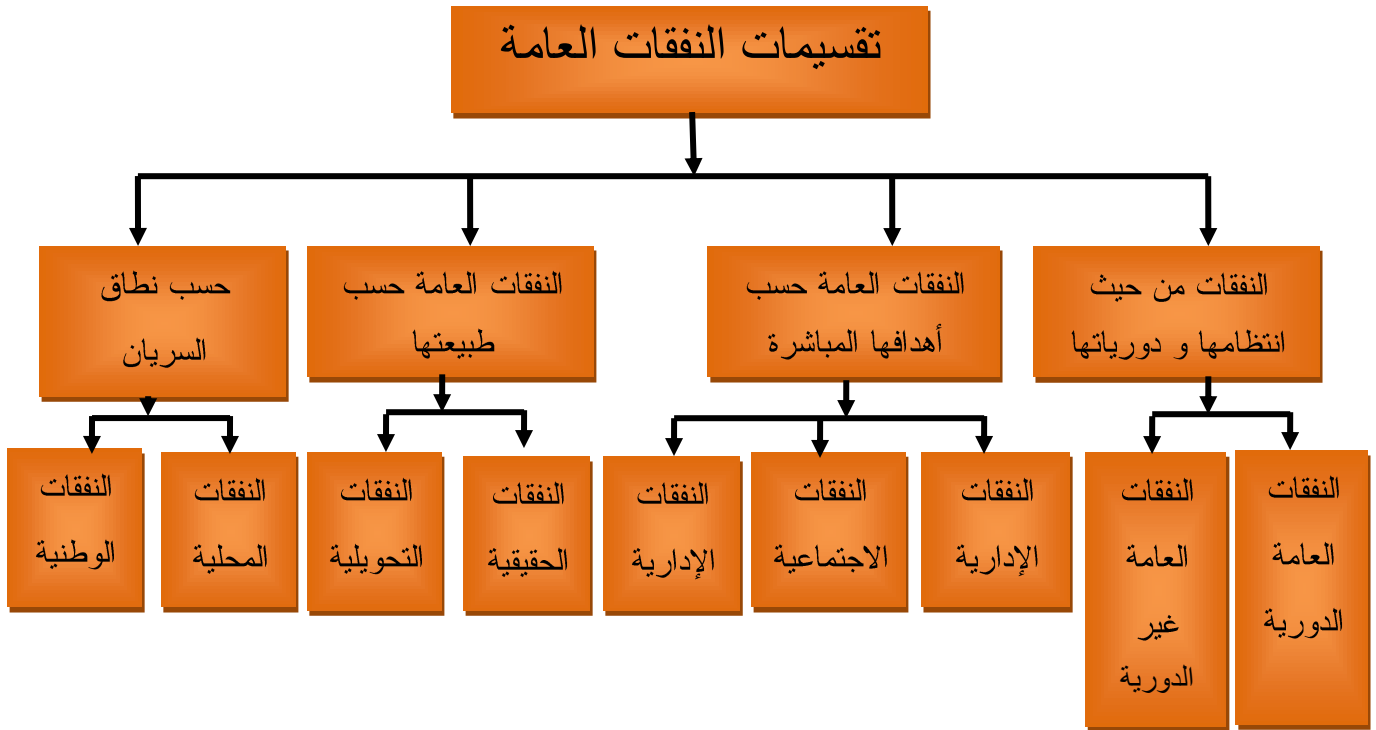 تقسيمات النفقات العامة
النفقات من حيث
انتظامها و دورياتها
النفقات العامة حسب
أهدافها المباشرة
النفقات العامة حسب
طبيعتها
حسب نطاق
السريان
النفقات
العامة
الدورية
النفقات
العامة
غير
الدورية
النفقات
الإدارية
النفقات
الاجتماعية
النفقات
الإدارية
النفقات
الحقيقية
النفقات
التحويلية
النفقات
المحلية
النفقات
الوطنية